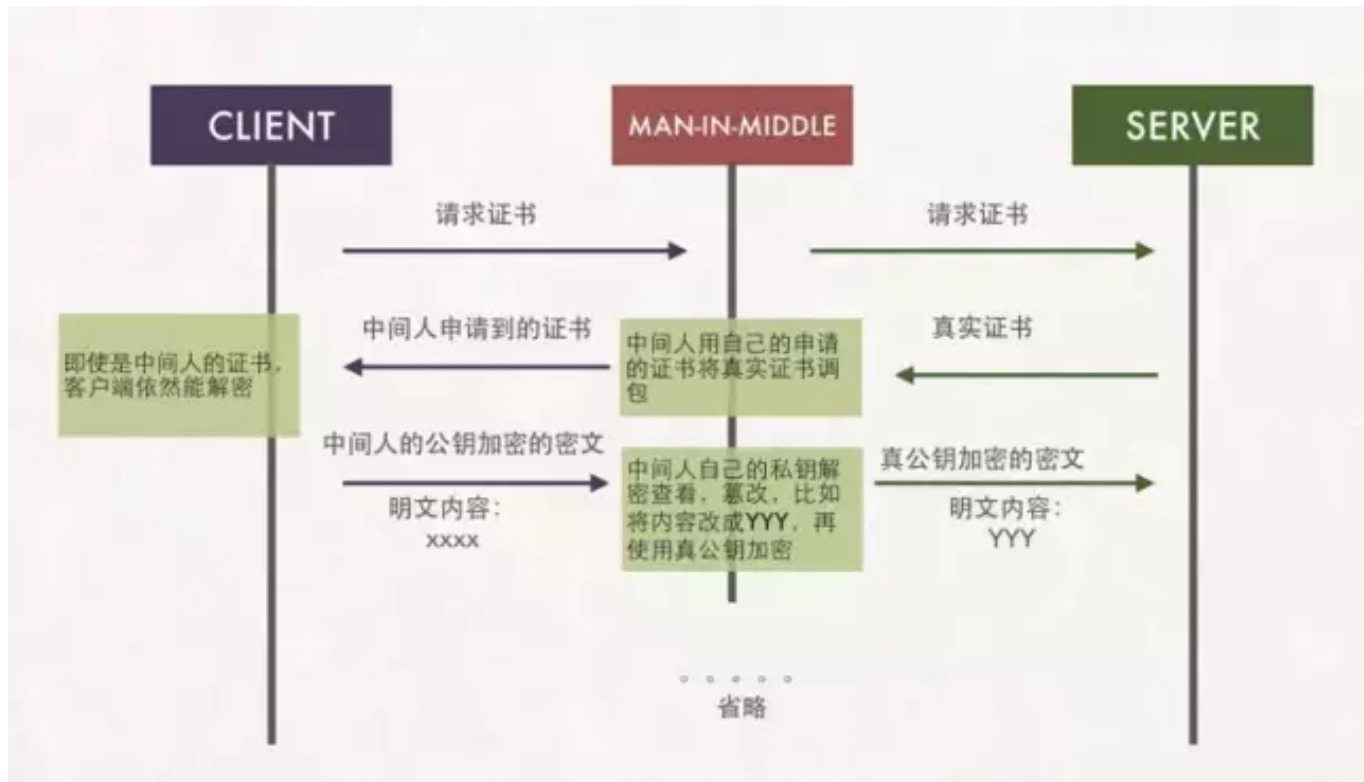 CLIENT
MAN-IN-MIDDLE
SERVER
请求证书
请求证书
中间人申请到的证书
真实证书
即使是中间人的证书，
客户端依然能解密
中间人用自己的申请
的证书将真实证书调
包
中间人的公钥加密的密文
明文内容：
xxxx
中间人自己的私钥解
密查看，篡改，比如
将内容改成YYY，再
使用真公钥加密
真公钥加密的密文
明文内容：
YYY
省略